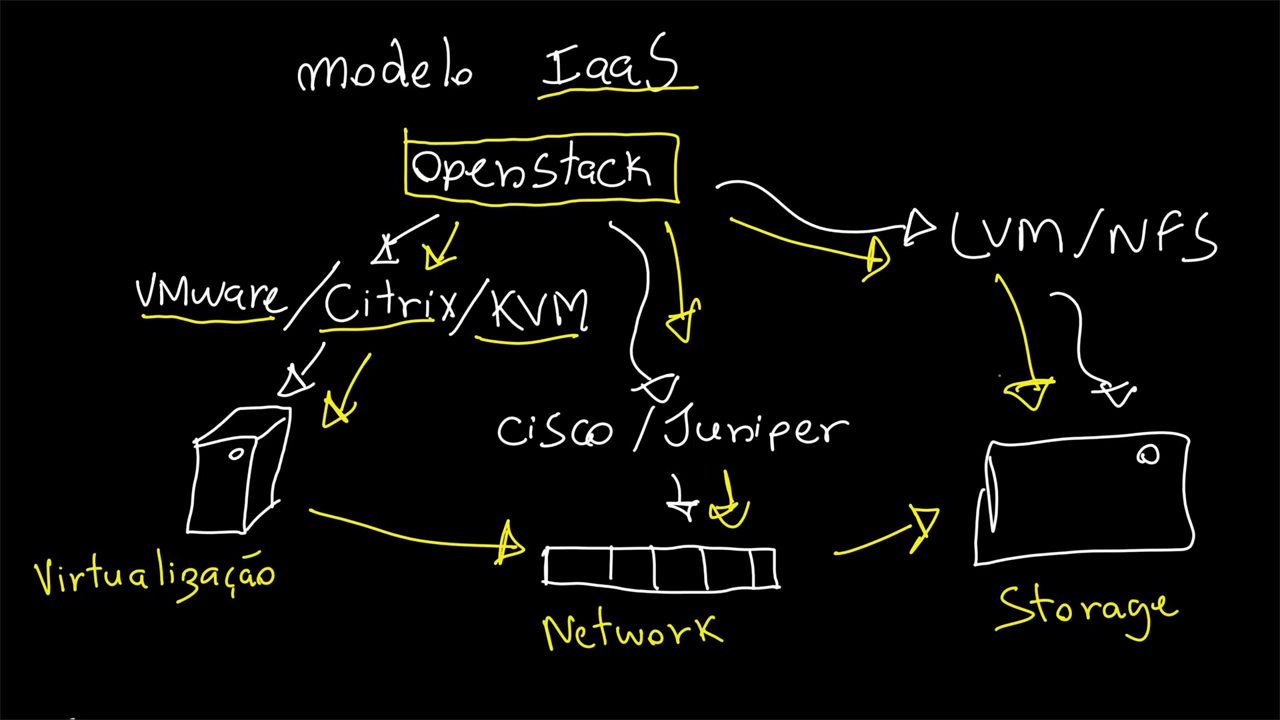 modelo IaaS
Openstack
LVM/NFS
VMware/Citrix/KVM
cisco/Juniper
Virtualização
Network
Storage